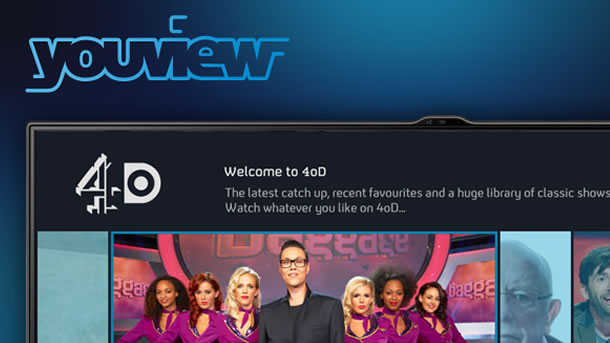 youview
4oD
Welcome to 4oD
The latest catch up, recent favourites and a huge library of classic shows
Watch whatever you like on 4oD...
Baggage
Baggage
Bagga